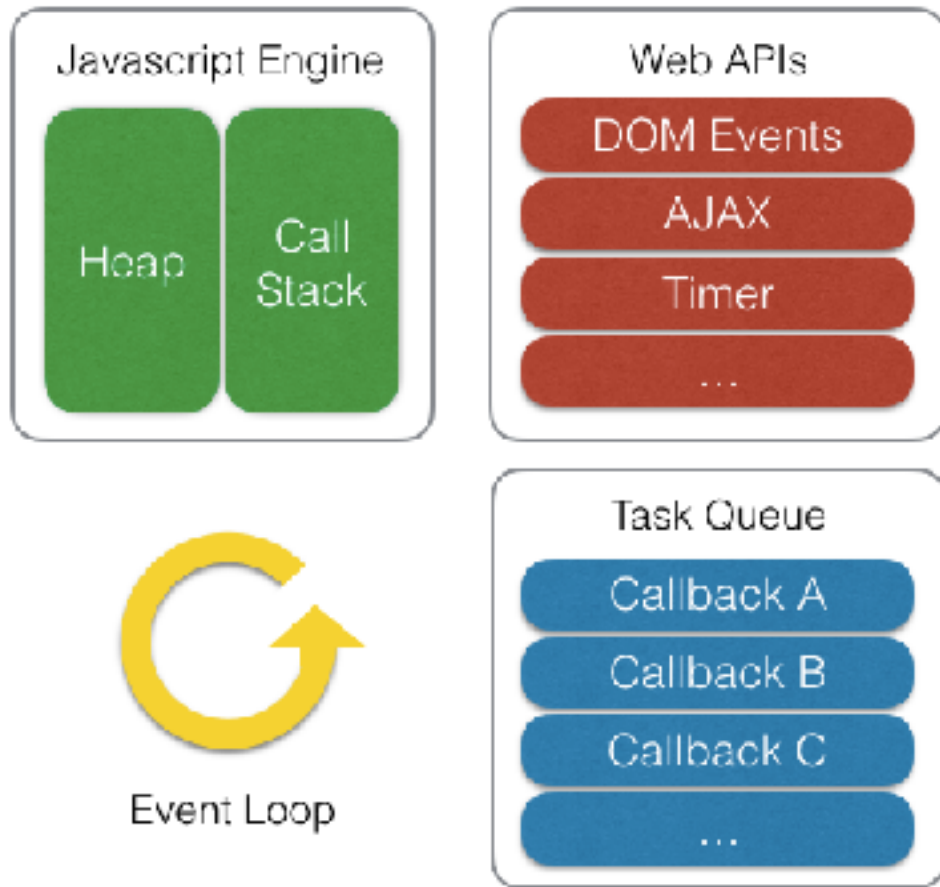 Javascript Engine
Heap
Call
Stack
Web APIs
DOM Events
AJAX
Timer
...
Event Loop
Task Queue
Callback A
Callback B
Callback C
...